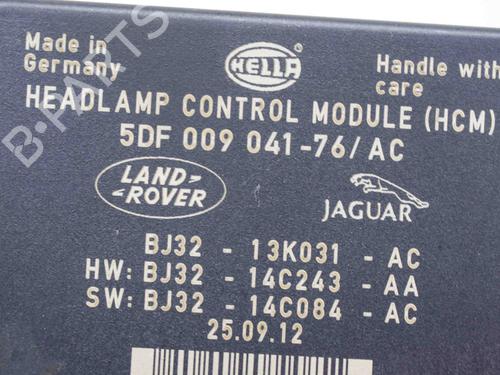 Made in
Germany
HELLA
Handle with
care
HEADLAMP CONTROL MODULE (HCM)
5DF 009 041-76/AC
LAND-
-ROVER
JAGUAR
BJ32 - 13K031 - AC
HW: BJ32 - 14C243 - AA
SW: BJ32 - 14C084 - AC
25.09.12
B-PARTS